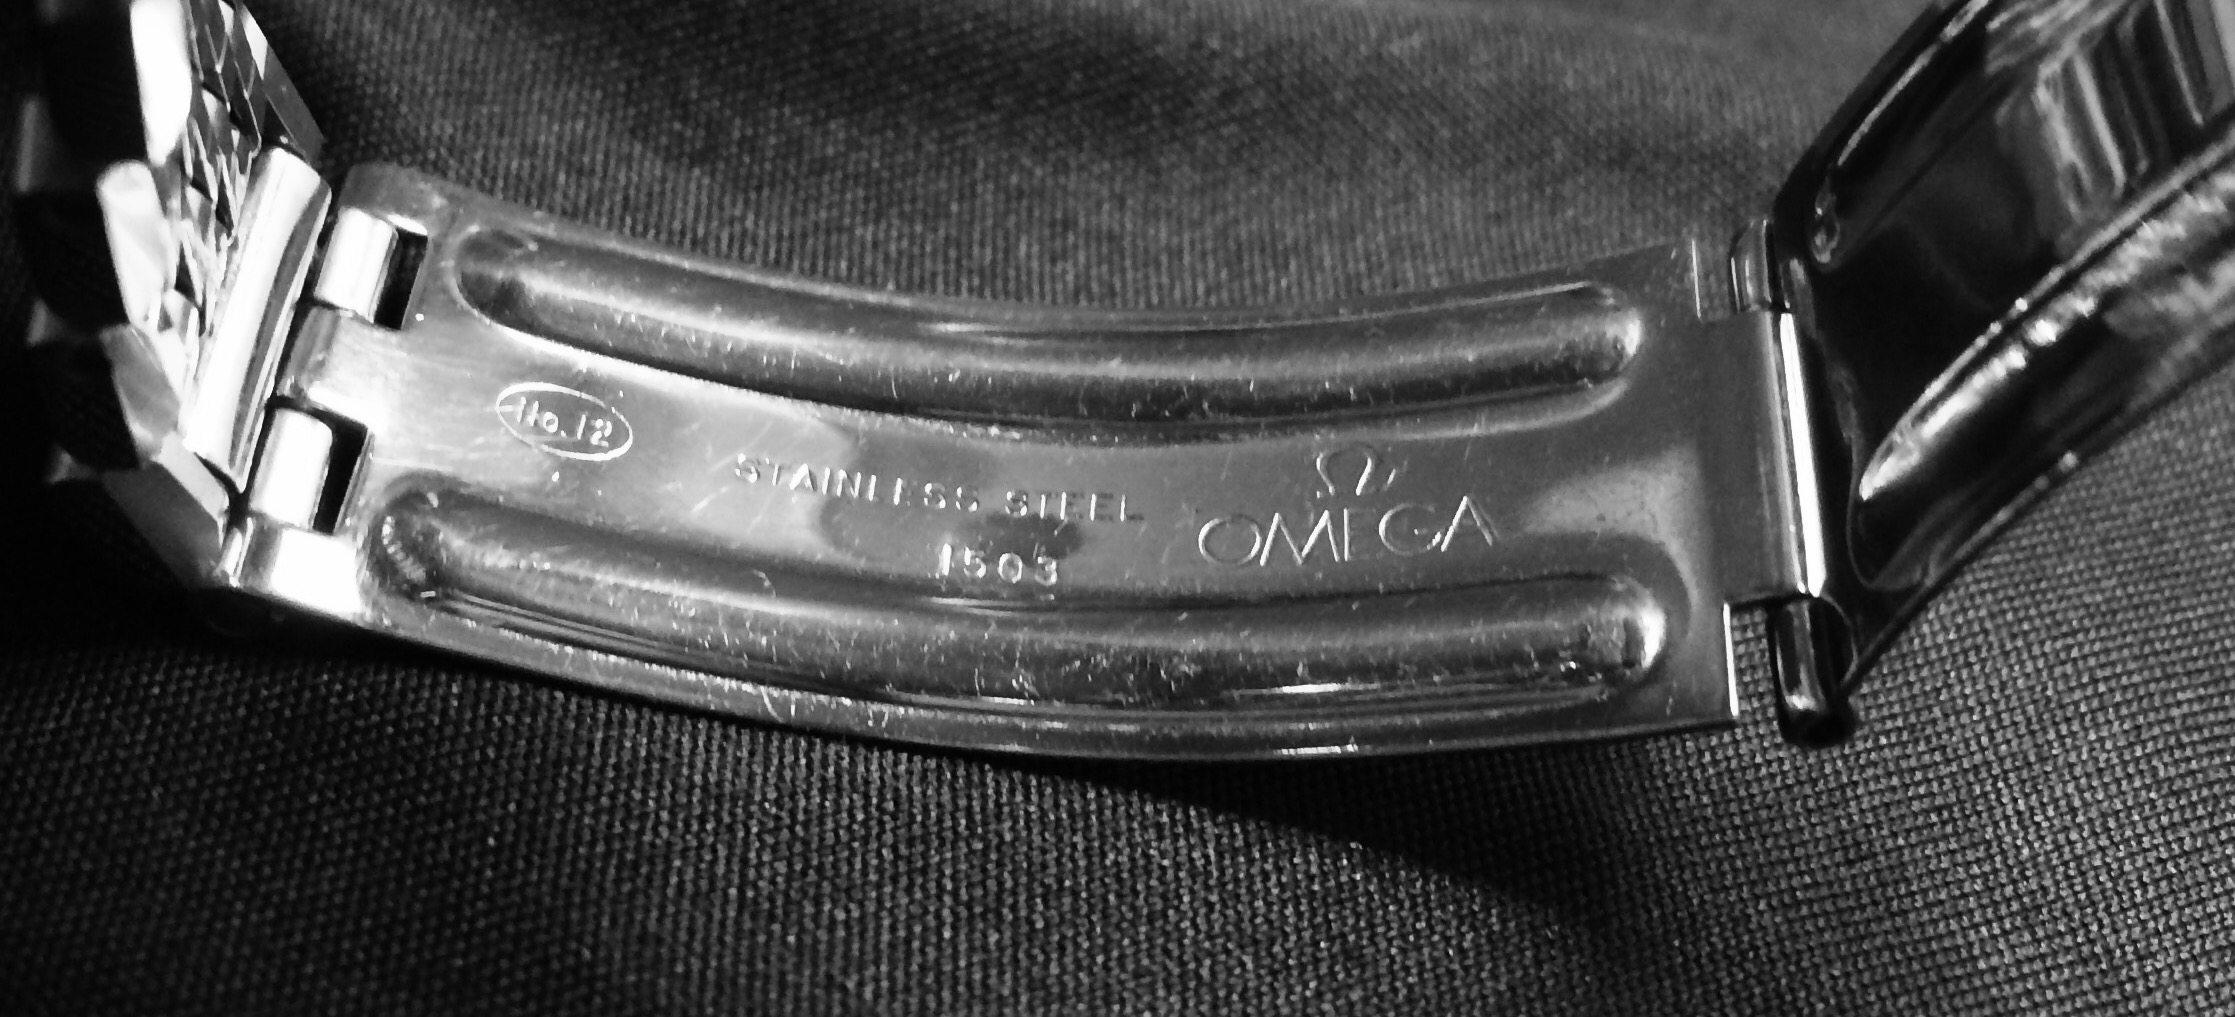 No.12
STAINLESS STEEL
1503
Ω
OMEGA